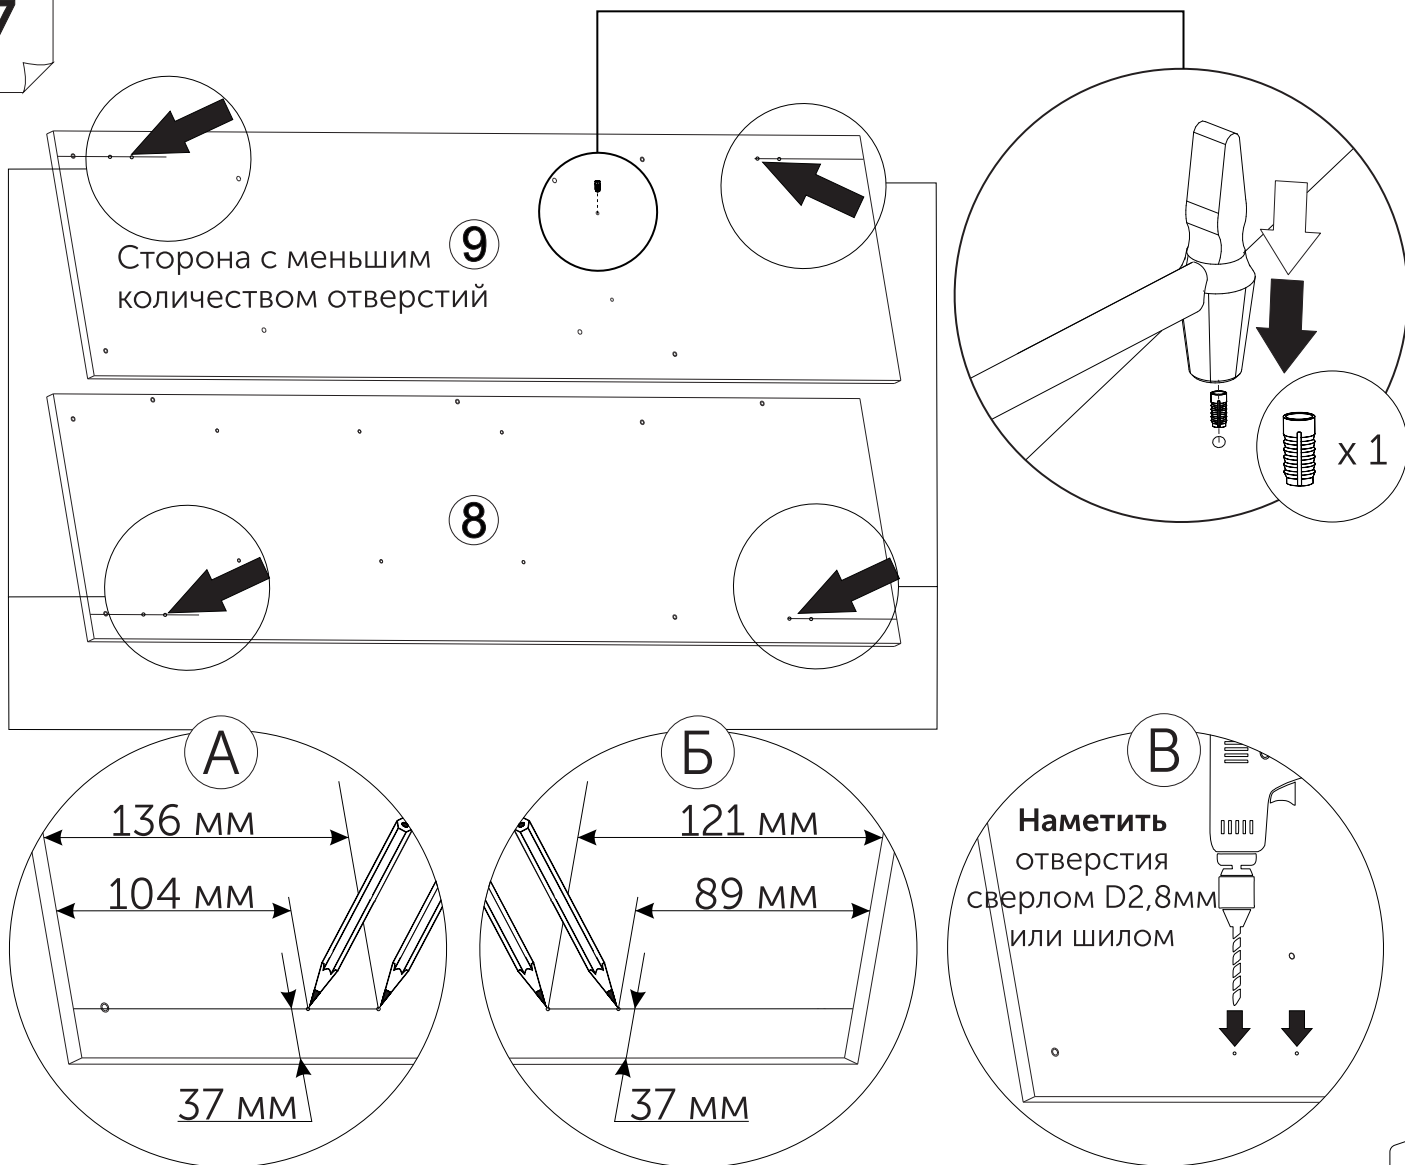 7
9
Сторона с меньшим
количеством отверстий
x 1
8
А
136 мм
104 мм
37 мм
Б
121 мм
89 мм
37 мм
В
Наметить
отверстия
сверлом D2,8мм
или шилом